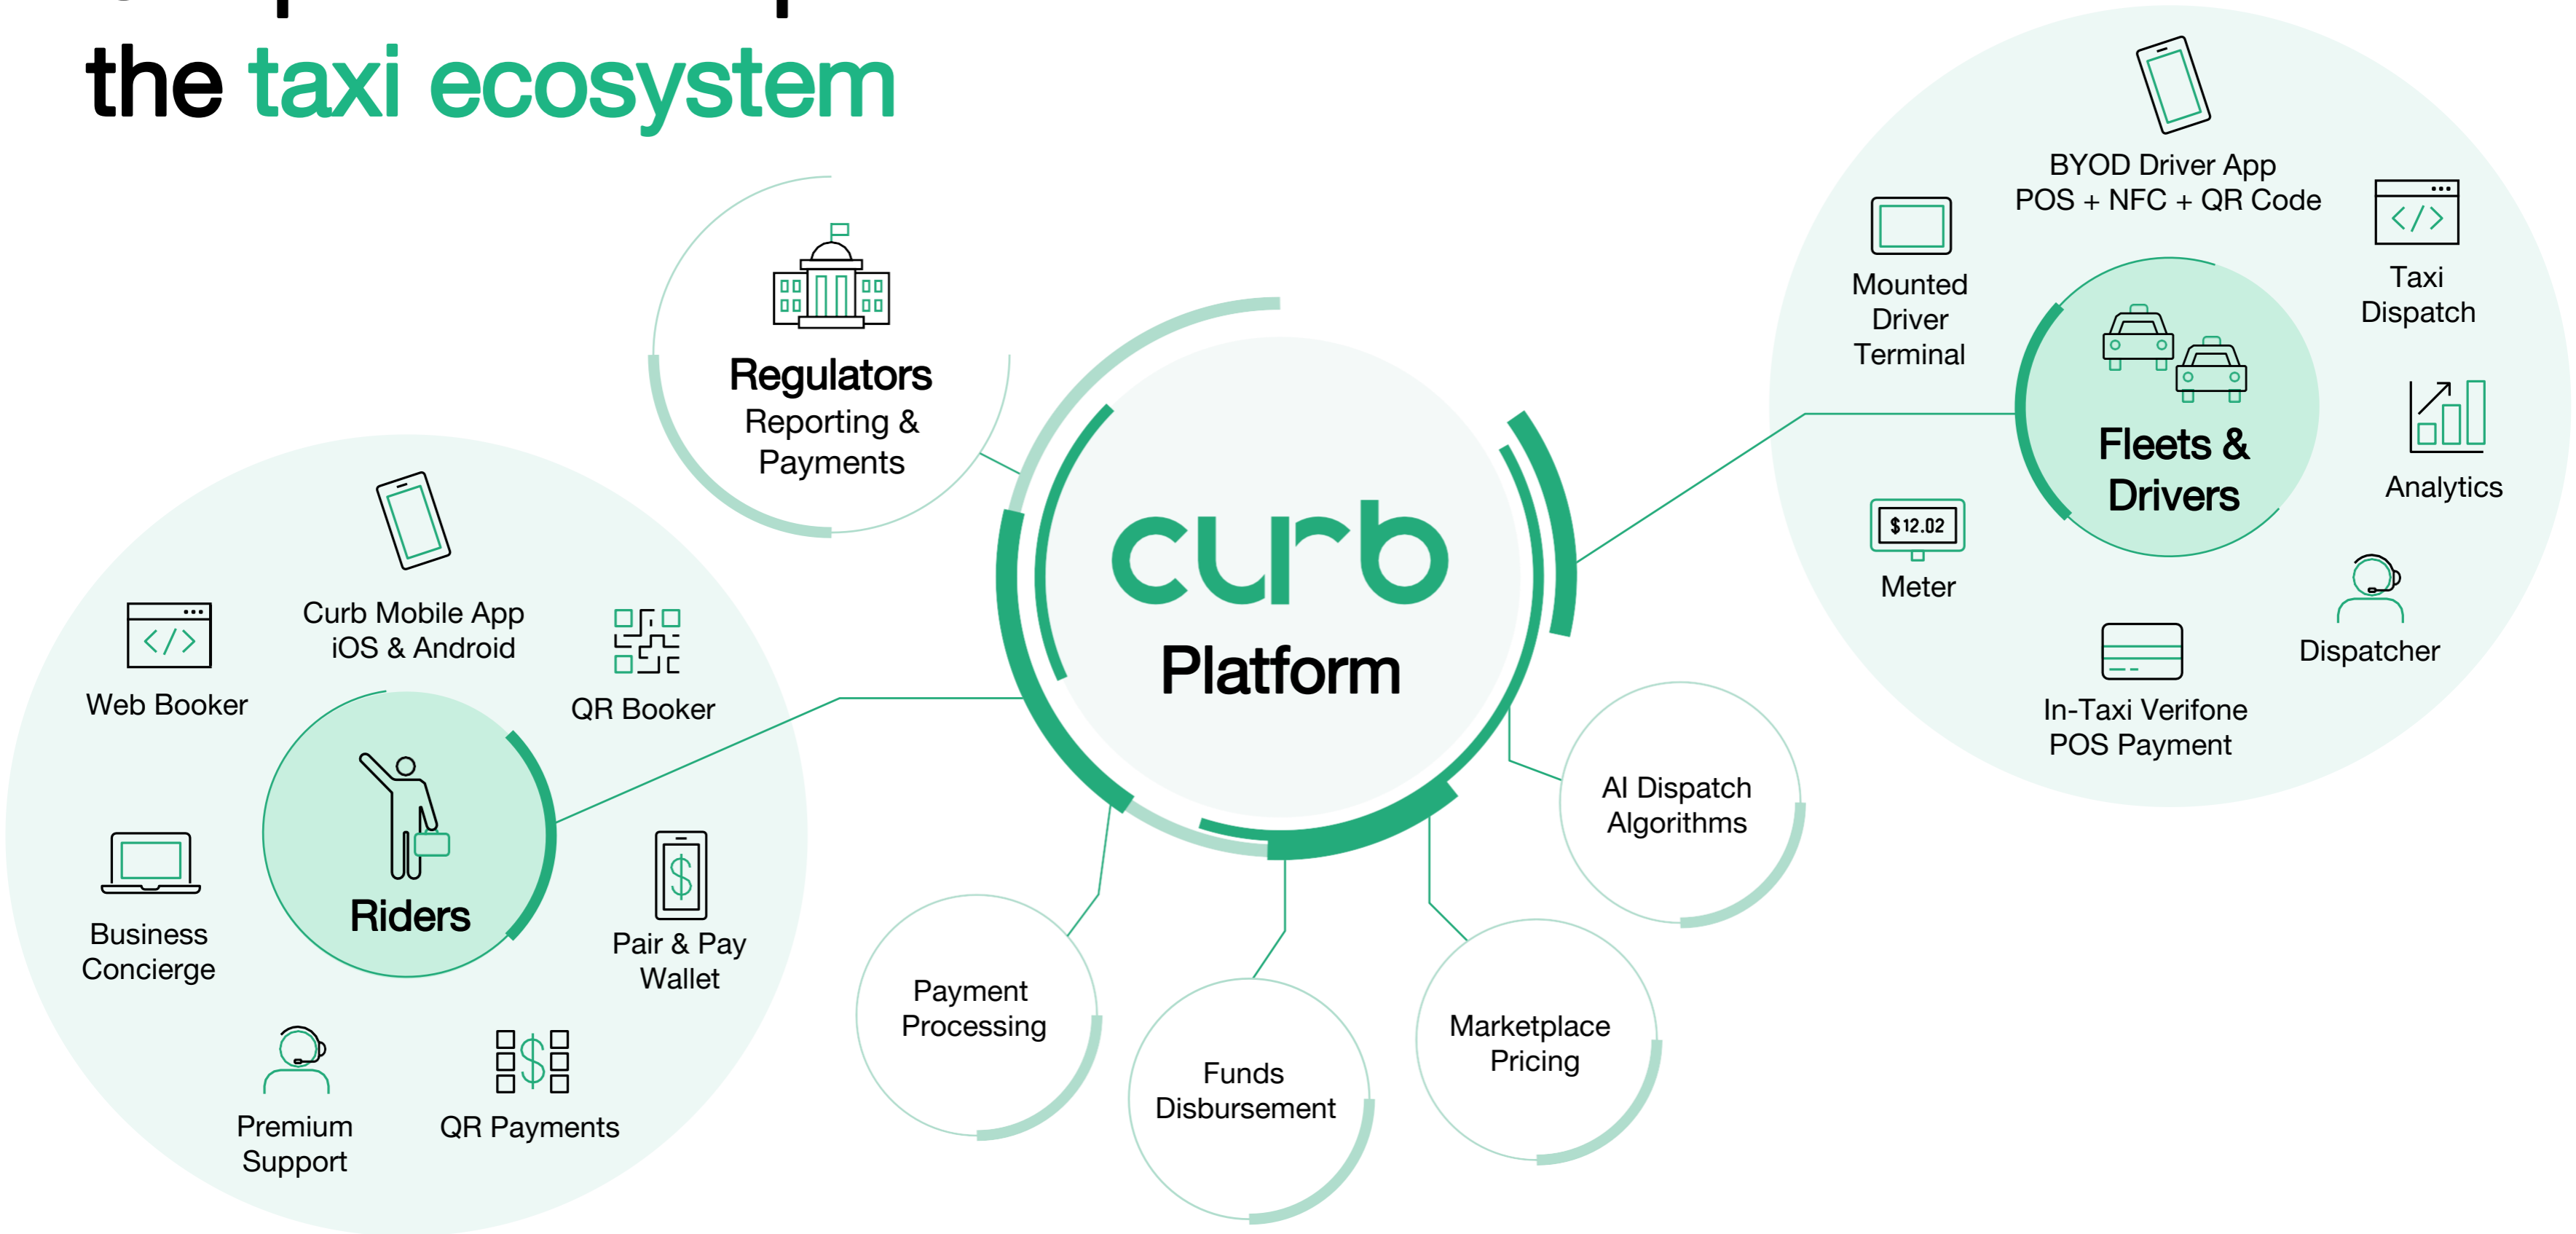 the taxi ecosystem
BYOD Driver App
POS + NFC + QR Code
Mounted
Driver
Terminal
Taxi
Dispatch
Fleets &
Drivers
Analytics
$12.02
Meter
Dispatcher
In-Taxi Verifone
POS Payment
Regulators
Reporting &
Payments
curb
Platform
Curb Mobile App
iOS & Android
</>
Web Booker
QR Booker
Riders
Business
Concierge
$
Pair & Pay
Wallet
Premium
Support
$
QR Payments
Payment
Processing
Funds
Disbursement
Marketplace
Pricing
AI Dispatch
Algorithms
</>